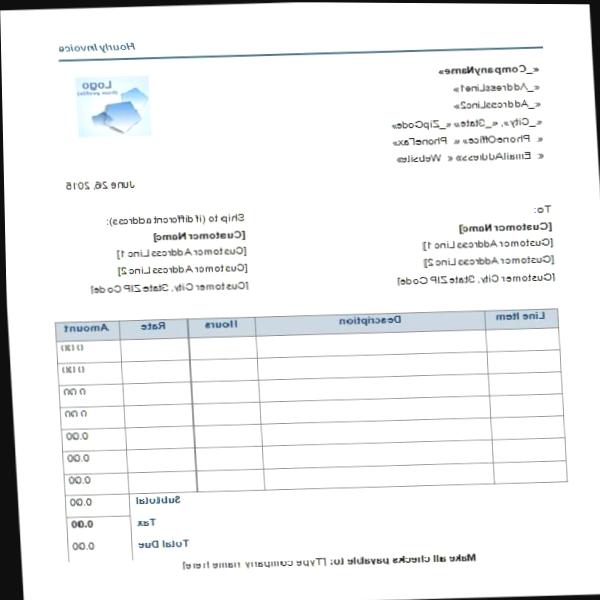 Hourly Invoice
«_CompanyName»
«_AddressLine1»
«_AddressLine2»
«_City», «_State» «_ZipCode»
«PhoneOffice» «PhoneFax»
«EmailAddress» «Website»
Logo
June 26, 2015
To:
[Customer Name]
[Customer Address Line 1]
[Customer Address Line 2]
[Customer City, State ZIP Code]
Ship to (if different address):
[Customer Name]
[Customer Address Line 1]
[Customer Address Line 2]
[Customer City, State ZIP Code]
Line Item Description Hours Rate Amount
0.00
0.00
0.00
0.00
0.00
0.00
0.00
Subtotal 0.00
Tax 0.00
Total Due 0.00
Make all checks payable to: [Type company name here]